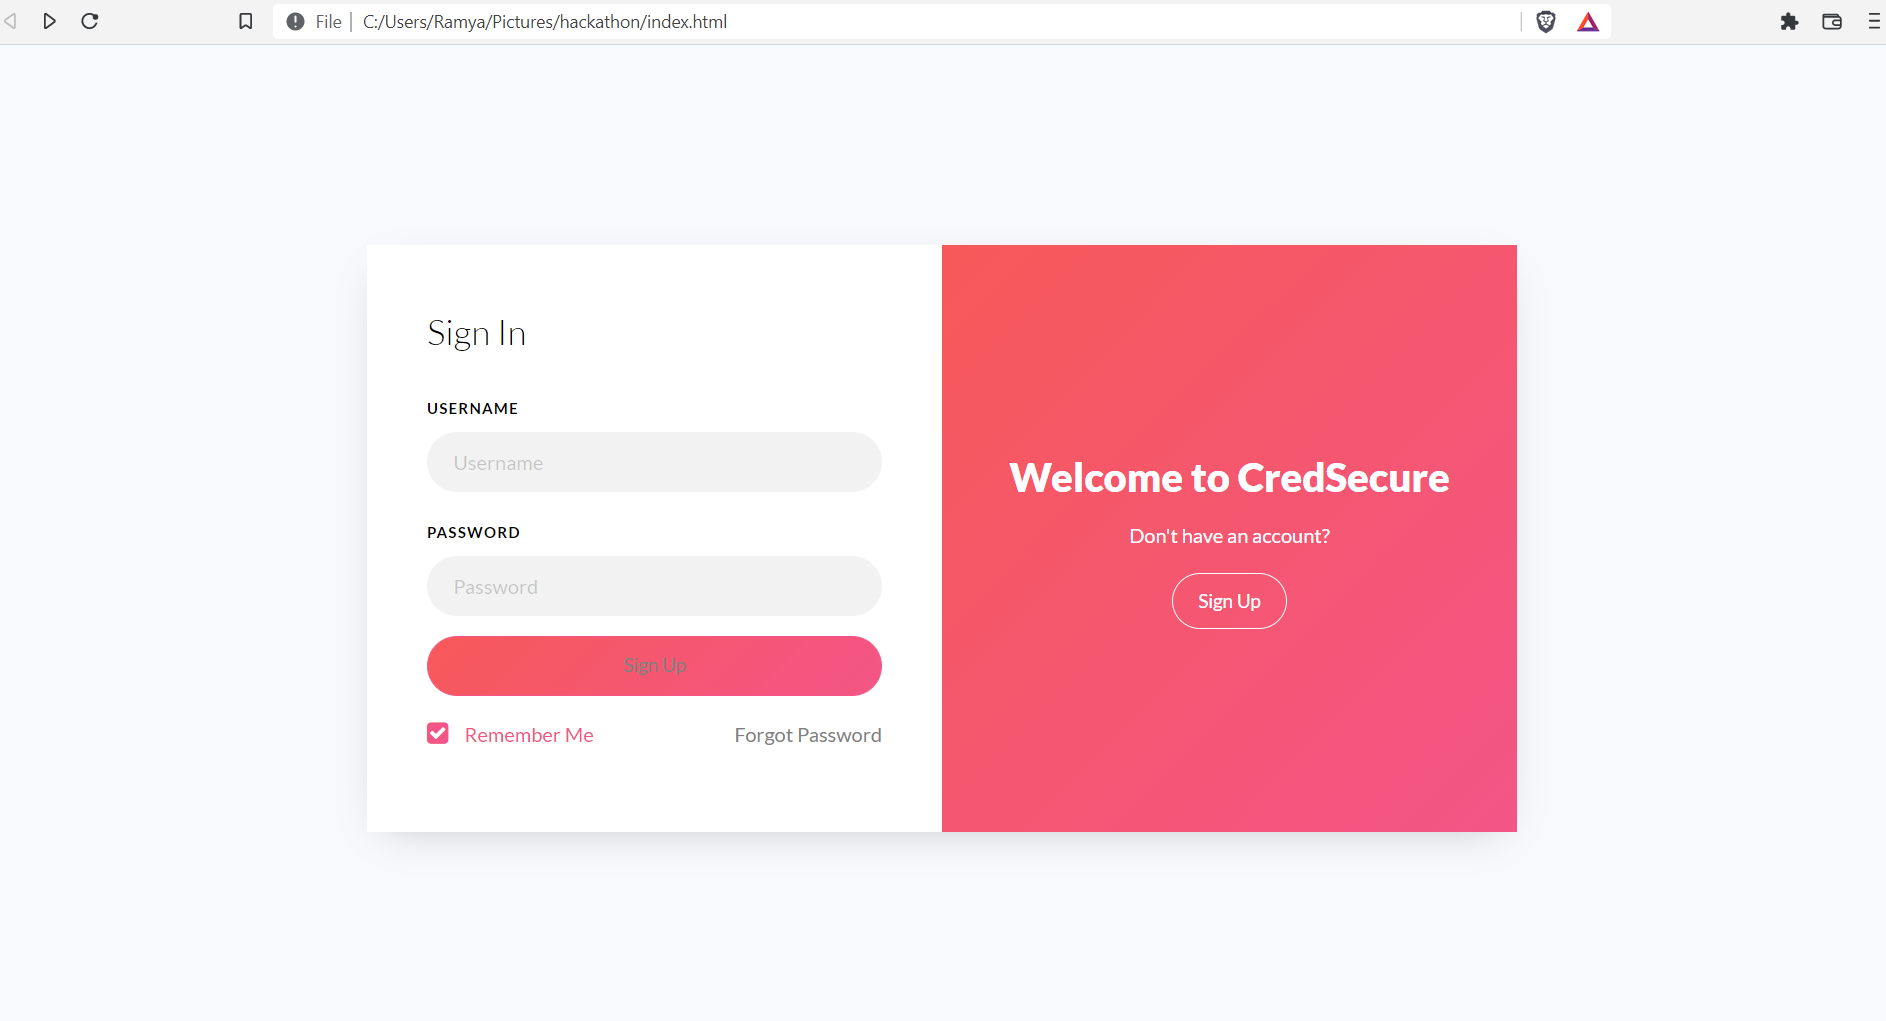 File | C:/Users/Ramya/Pictures/hackathon/index.html
Sign In
USERNAME
Username
PASSWORD
Password
Sign Up
Remember Me
Forgot Password
Welcome to CredSecure
Don't have an account?
Sign Up